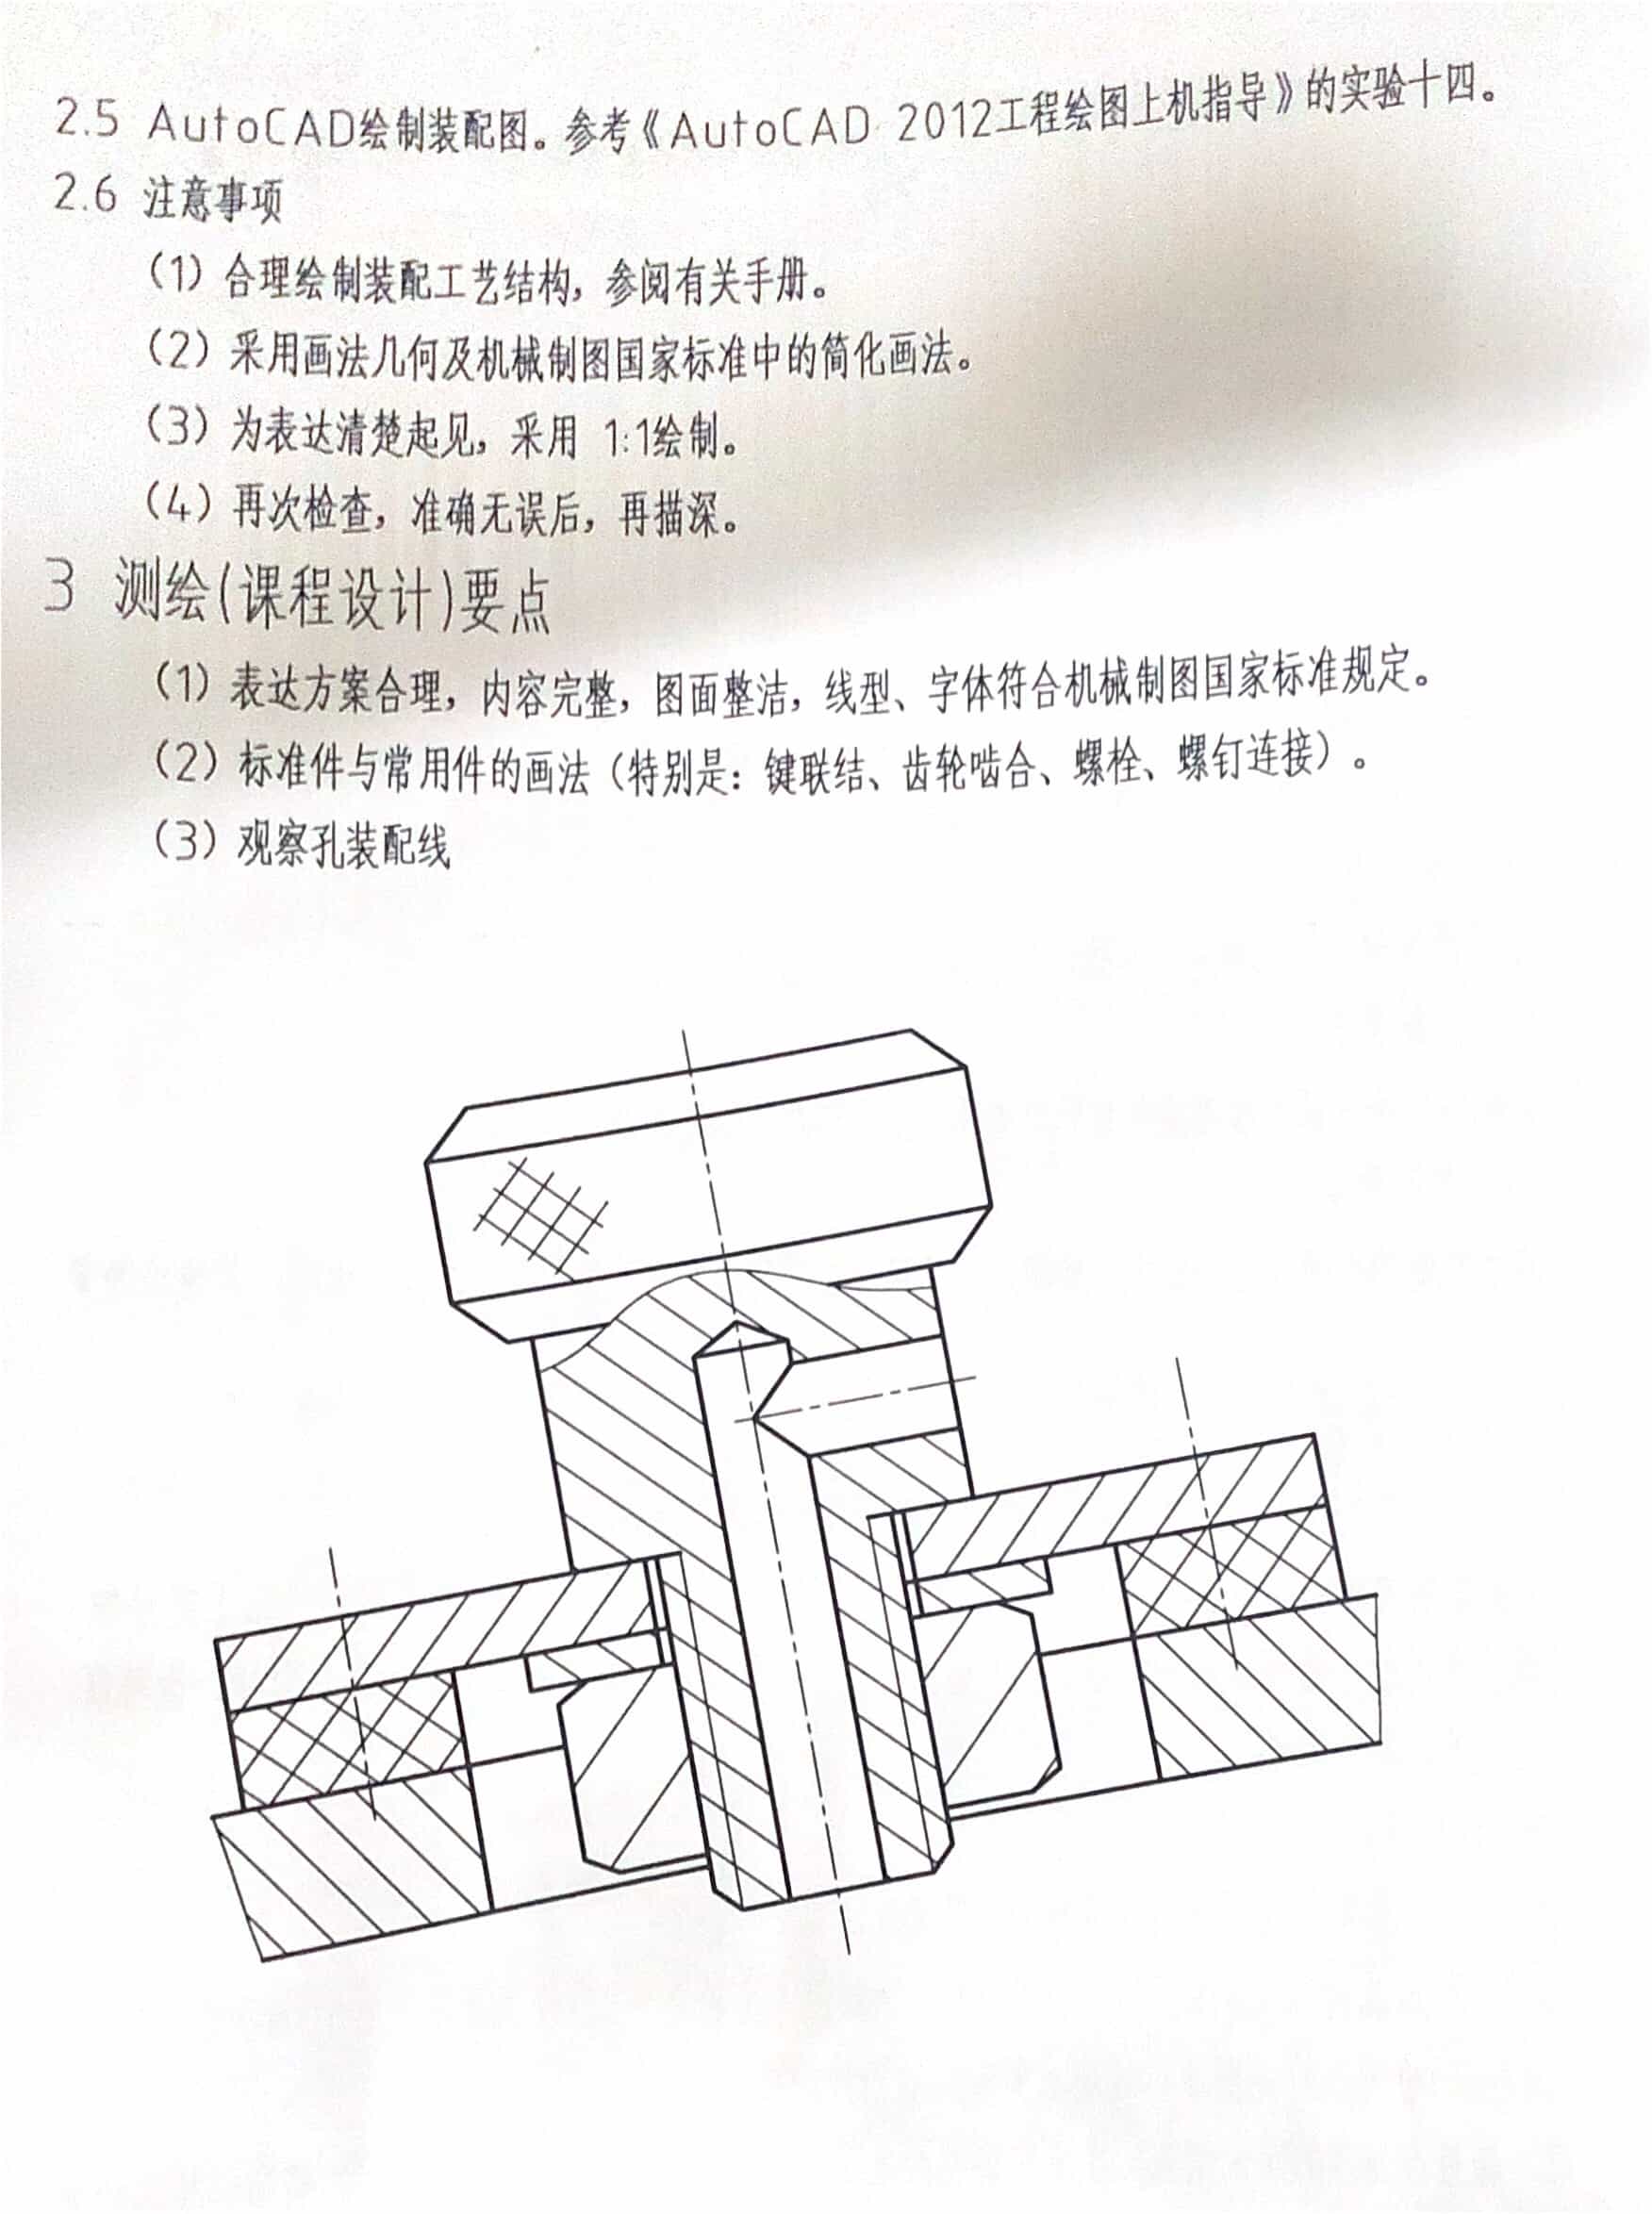 2.5 AutoCAD绘制装配图。参考《AutoCAD 2012工程绘图上机指导》的实验十四。
2.6 注意事项
(1) 合理绘制装配工艺结构，参阅有关手册。
(2) 采用画法几何及机械制图国家标准中的简化画法。
(3) 为表达清楚起见，采用 1:1绘制。
(4) 再次检查，准确无误后，再描深。
3 测绘(课程设计)要点
(1) 表达方案合理，内容完整，图面整洁，线型、字体符合机械制图国家标准规定。
(2) 标准件与常用件的画法（特别是：键联结、齿轮啮合、螺栓、螺钉连接）。
(3) 观察孔装配线